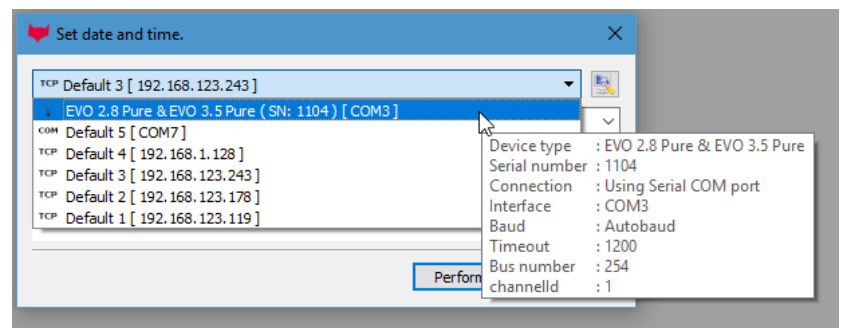 Set date and time.
TCP Default 3 [ 192.168.123.243 ]
EVO 2.8 Pure & EVO 3.5 Pure ( SN: 1104 ) [ COM3 ]
COM Default 5 [ COM7 ]
TCP Default 4 [ 192.168.1.128 ]
TCP Default 3 [ 192.168.123.243 ]
TCP Default 2 [ 192.168.123.178 ]
TCP Default 1 [ 192.168.123.119 ]
Device type : EVO 2.8 Pure & EVO 3.5 Pure
Serial number : 1104
Connection : Using Serial COM port
Interface : COM3
Baud : Autobaud
Timeout : 1200
Bus number : 254
channelId : 1